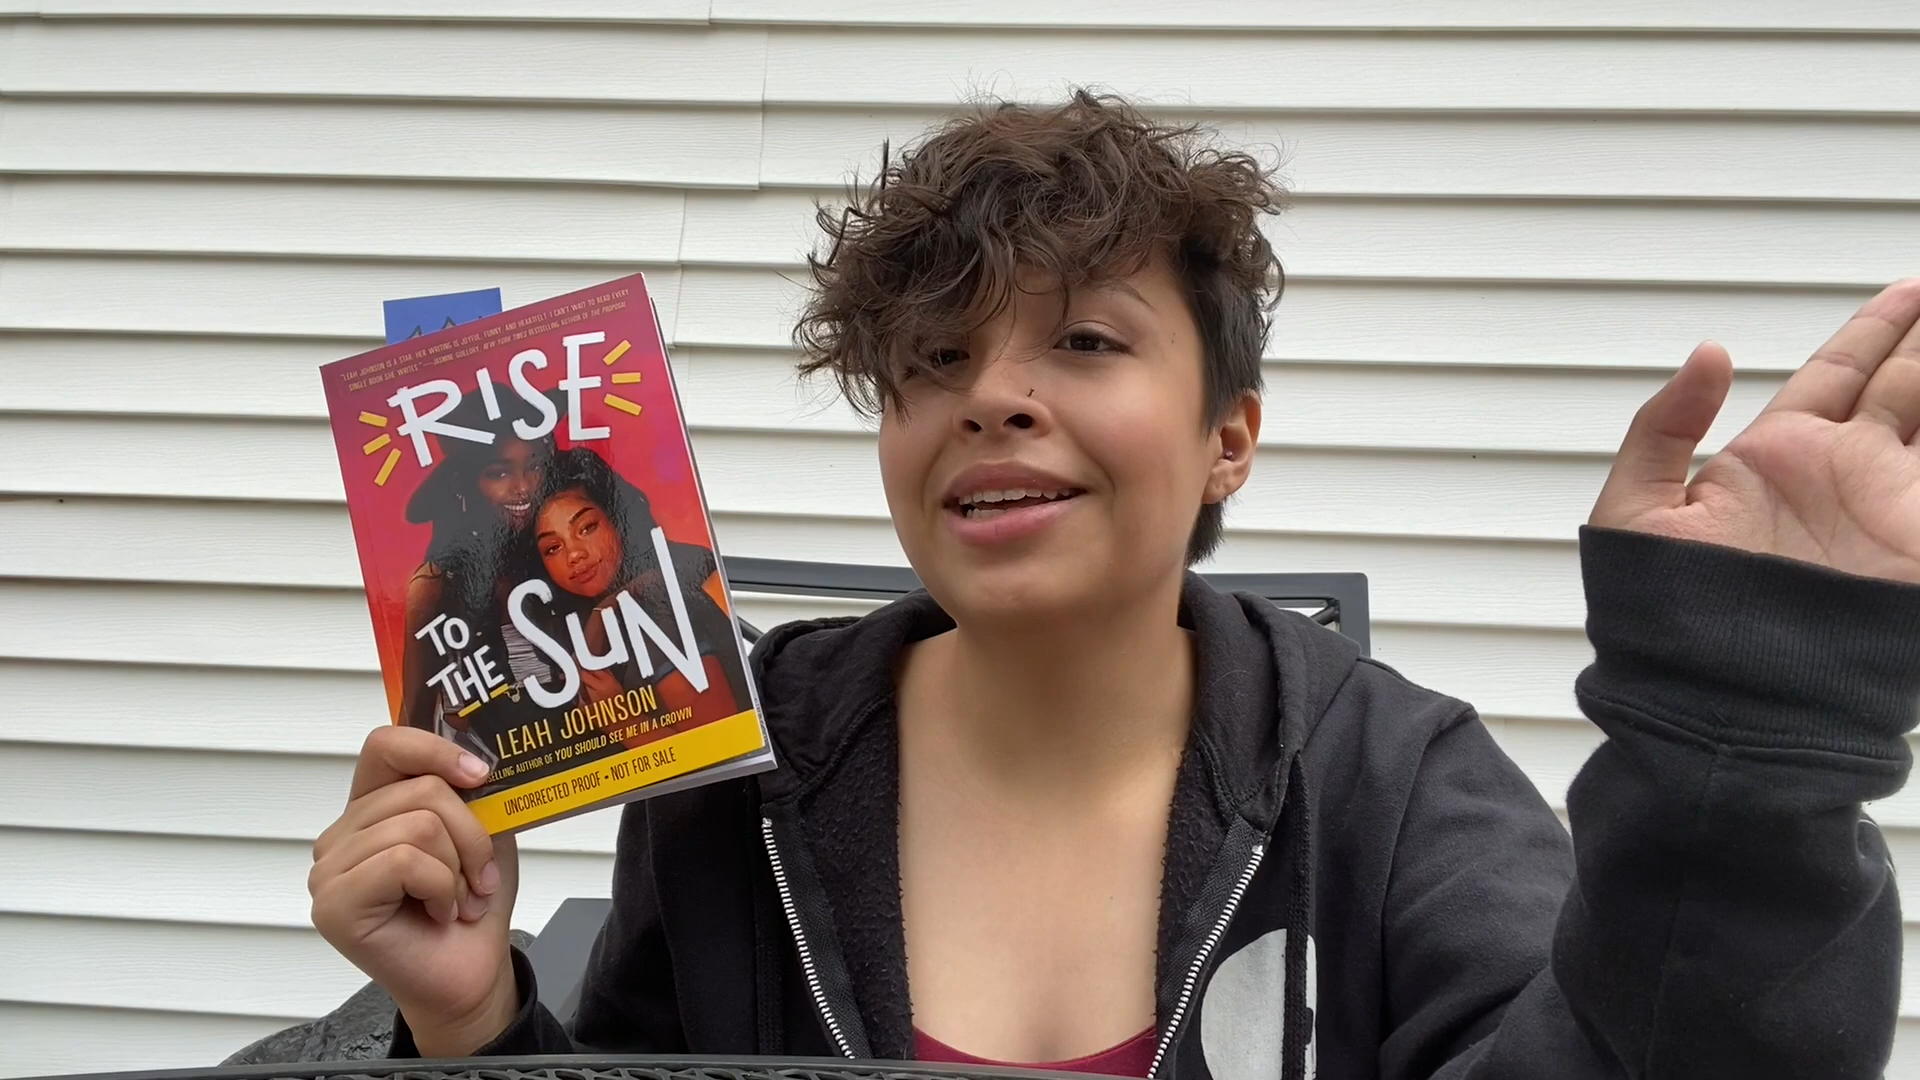 "LEAH JOHNSON IS A STAR. HER WRITING IS JOYFUL, FUNNY, AND HEARTFELT. I CAN'T WAIT TO READ EVERY
SINGLE BOOK SHE WRITES." —JASMINE GUILLORY, NEW YORK TIMES BESTSELLING AUTHOR OF THE PROPOSAL
RISE
TO
THE SUN
LEAH JOHNSON
SELLING AUTHOR OF YOU SHOULD SEE ME IN A CROWN
UNCORRECTED PROOF • NOT FOR SALE